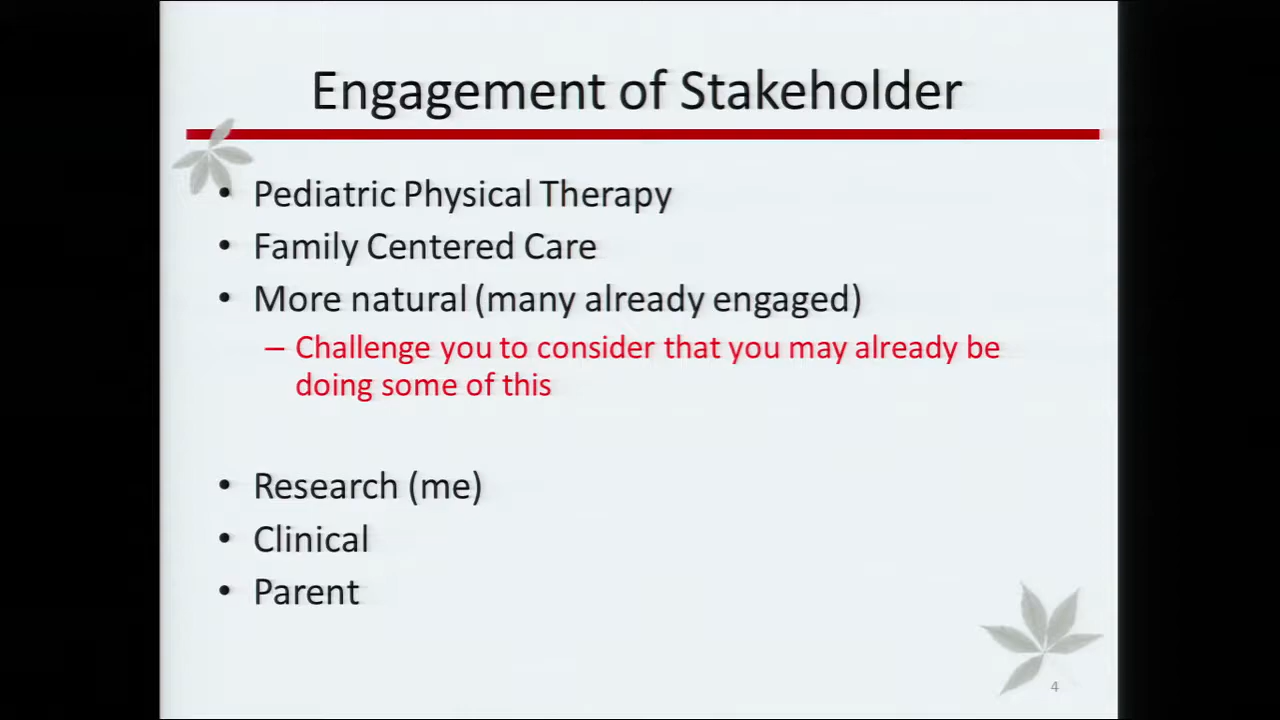 Engagement of Stakeholder
• Pediatric Physical Therapy
• Family Centered Care
• More natural (many already engaged)
– Challenge you to consider that you may already be
doing some of this
• Research (me)
• Clinical
• Parent
4